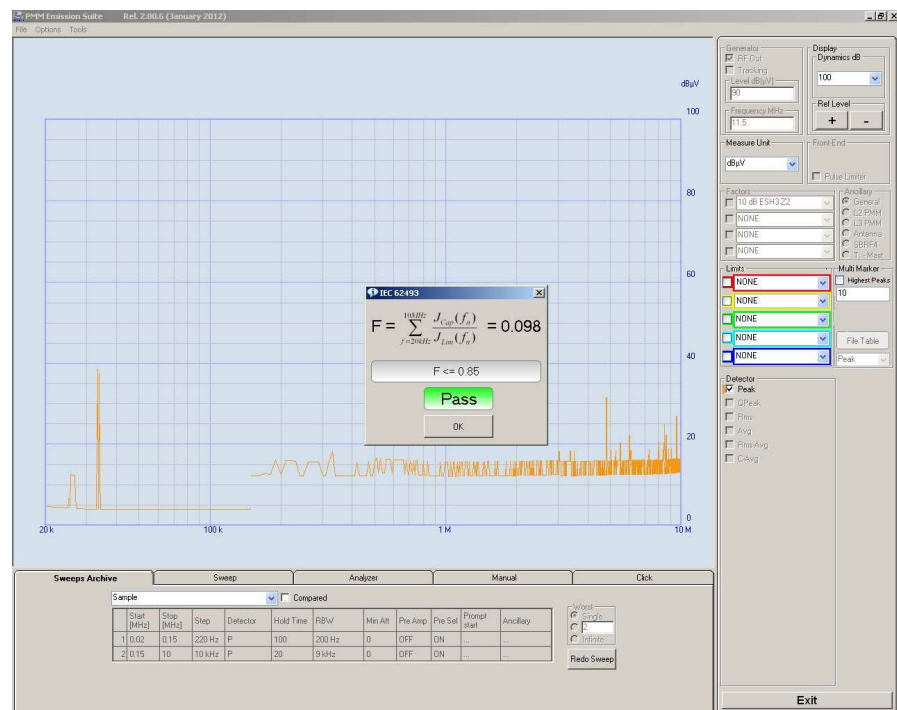 PMM Emission Suite Rel. 2.00.6 (January 2012)
File Options Tools
dBµV
100
80
60
40
20
0
20 k
100 k
1 M
10 M
IEC 62493
F = 10MHz ∑ f=20kHz J_Cap(f_n) / J_Lim(f_n) = 0.098
F <= 0.85
Pass
OK
Generator
RF Out
Tracking
Level dB[µV]
90
Frequency MHz
11.5
Display
Dynamics dB
100
Ref Level
+ -
Measure Unit
dBµV
Front-End
Pulse Limiter
Factors
10 dB ESH3 Z2
NONE
NONE
NONE
Ancillary
General
L2 PMM
L3 PMM
Antenna
SBRF4
T. - Mast
Limits
NONE
NONE
NONE
NONE
NONE
Multi Marker
Highest Peaks
10
File Table
Peak
Detector
Peak
QPeak
Rms
Avg
Rms-Avg
C-Avg
Sweeps Archive Sweep Analyzer Manual Click
Sample
Compared
Start [MHz] Stop [MHz] Step Detector Hold Time RBW Min Att Pre Amp Pre Sel Prompt start Ancillary
1 0.02 0.15 220 Hz P 100 200 Hz 0 OFF ON ... ...
2 0.15 10 10 kHz P 20 9 kHz 0 OFF ON ... ...
Worst
Single
2
Infinite
Redo Sweep
Exit